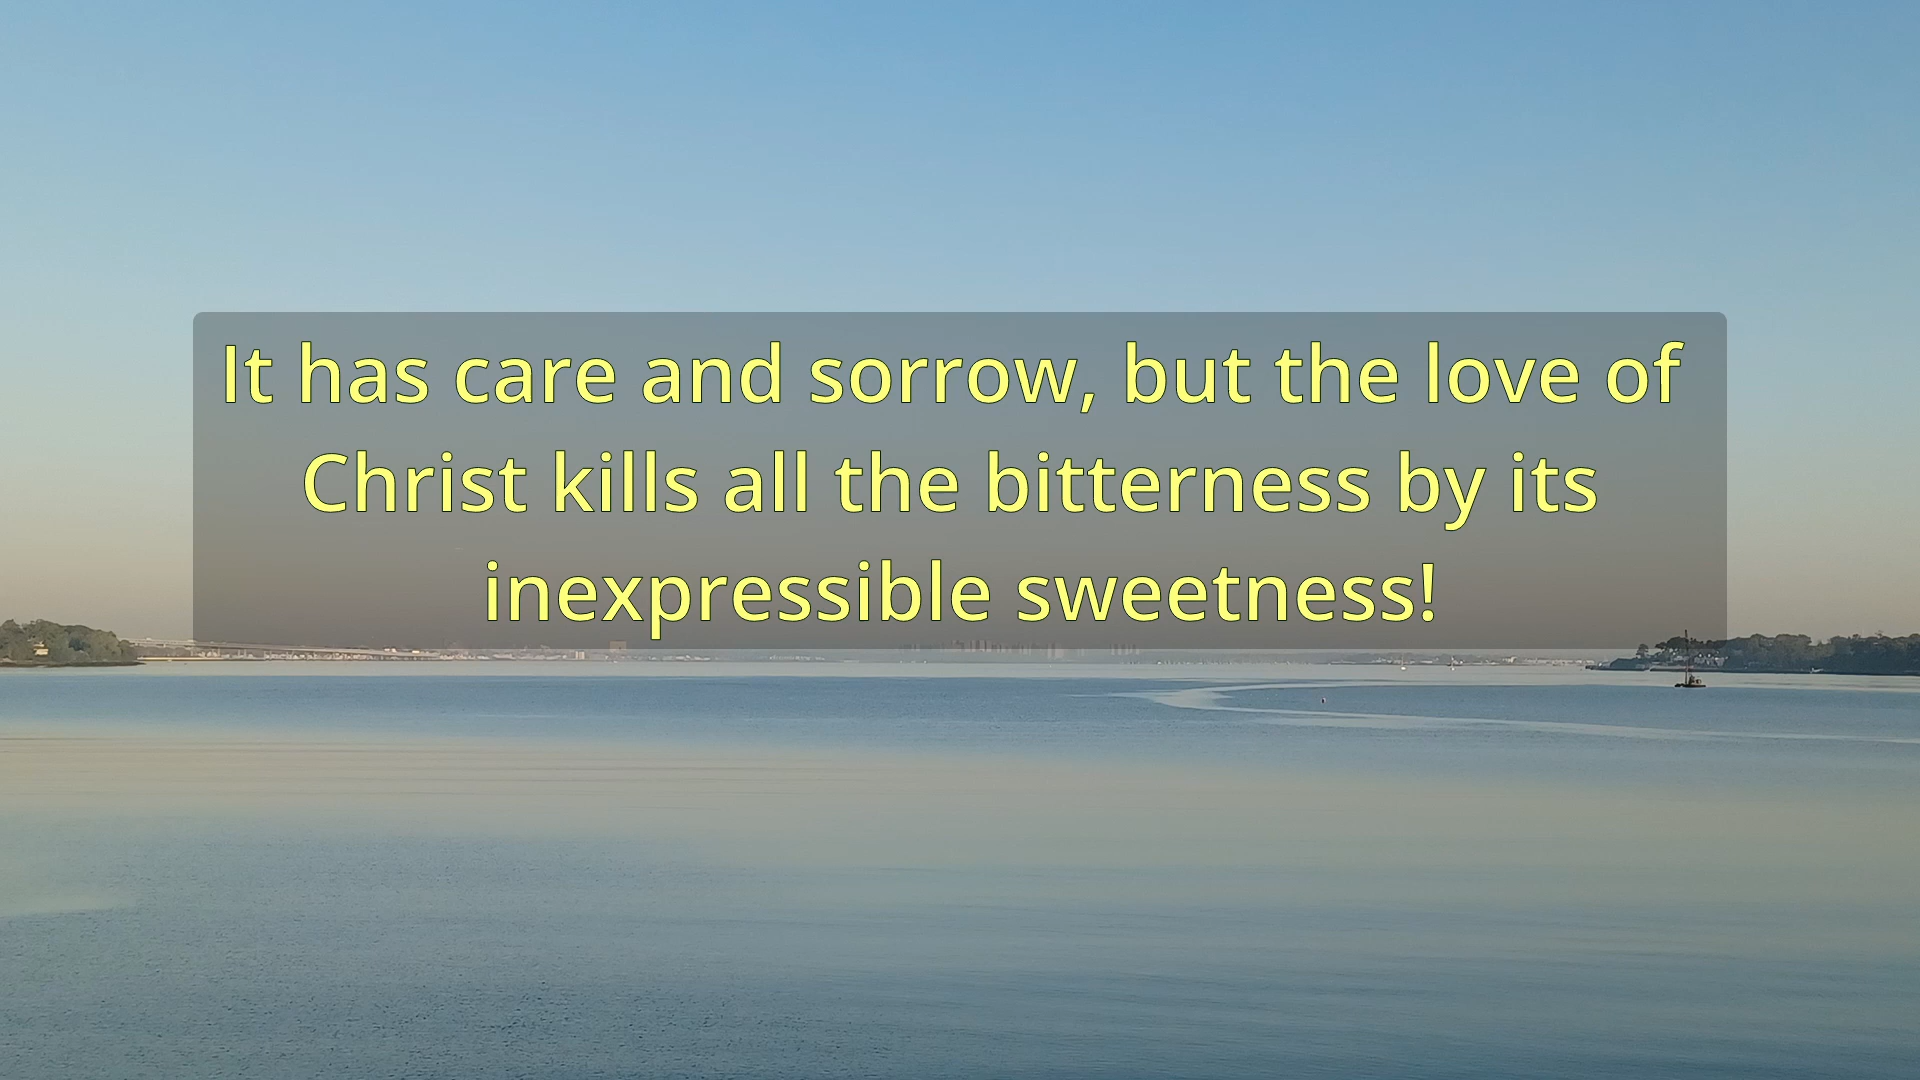 It has care and sorrow, but the love of
Christ kills all the bitterness by its
inexpressible sweetness!